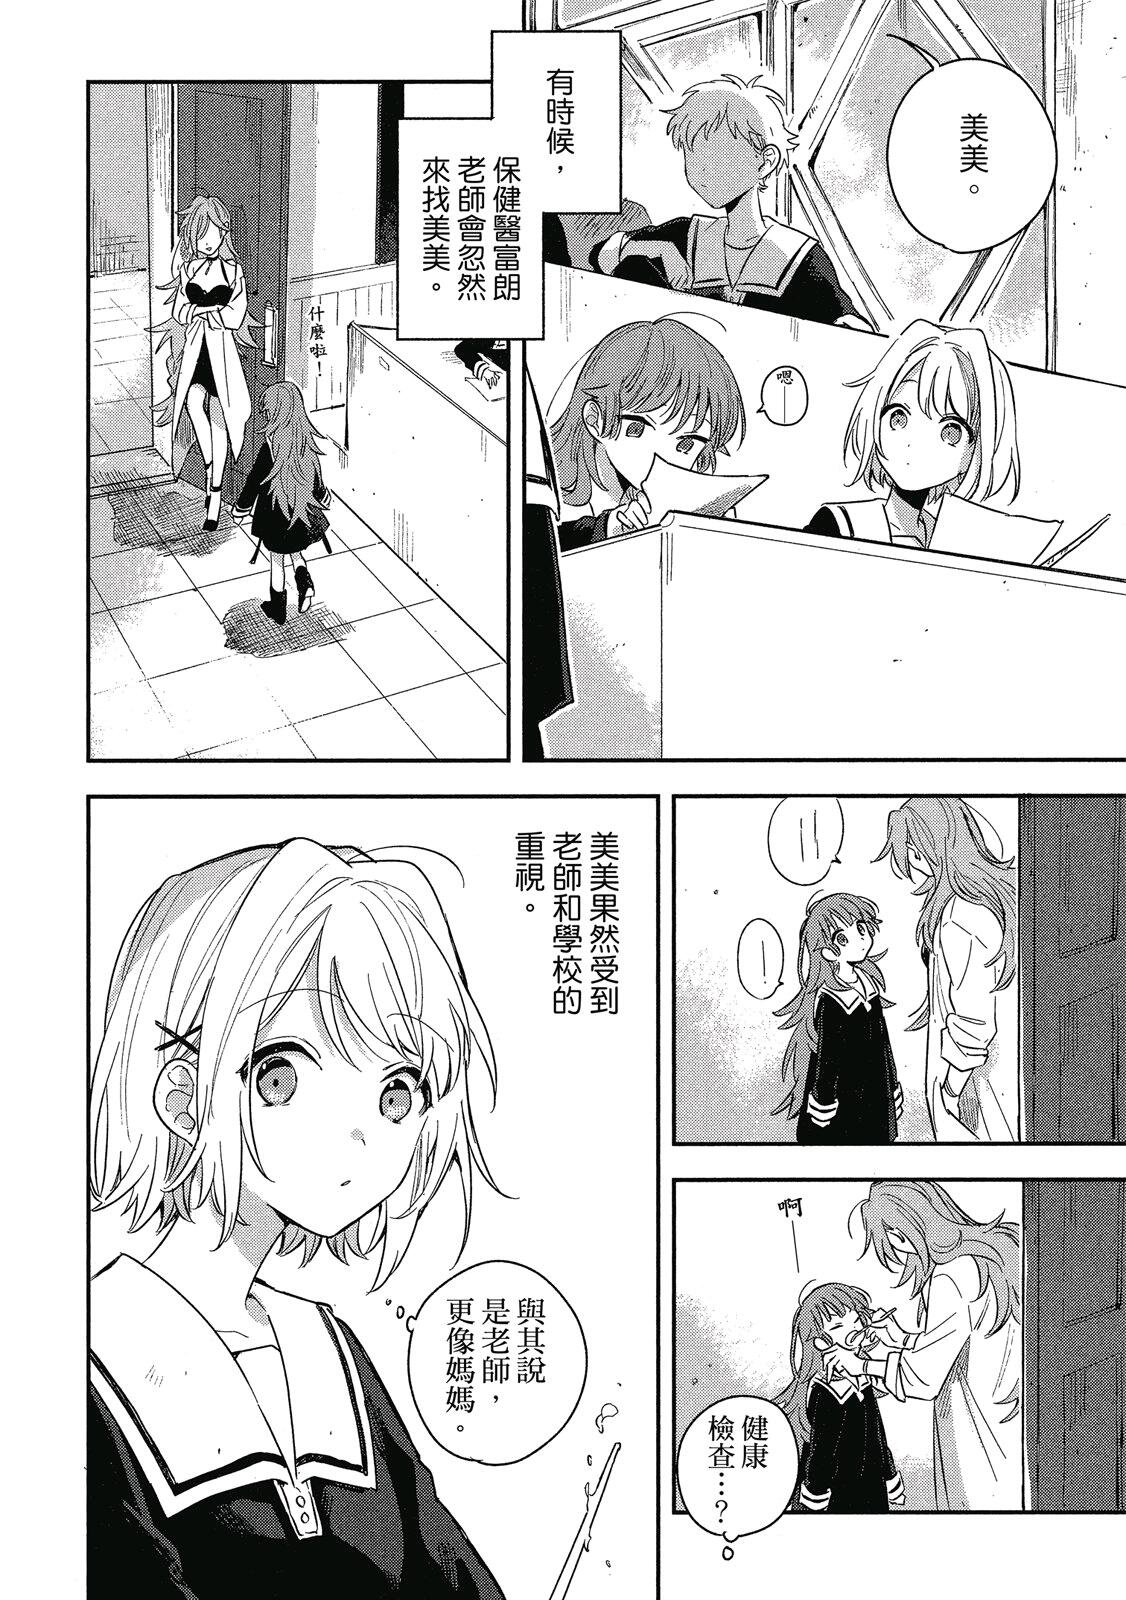 美美。
嗯
有時候，
保健醫富朗
老師會忽然
來找美美。
什麼啦！
啊
健康
檢查…？
美美果然受到
老師和學校的
重視。
與其說
是老師，
更像媽媽。